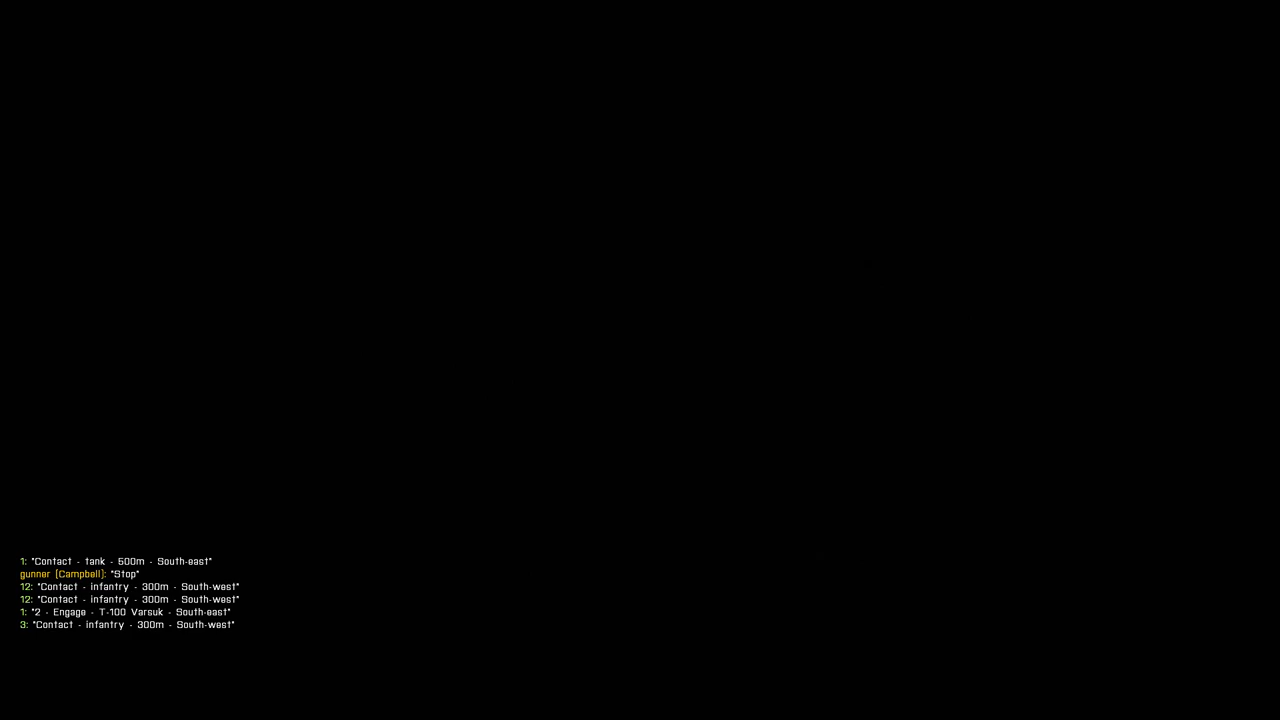 1: "Contact - tank - 500m - South-east"
gunner (Campbell): "Stop"
12: "Contact - infantry - 300m - South-west"
12: "Contact - infantry - 300m - South-west"
1: "2 - Engage - T-100 Varsuk - South-east"
3: "Contact - infantry - 300m - South-west"